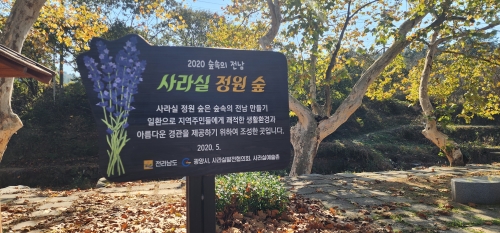 2020 숲속의 전남
사라실 정원 숲
사라실 정원 숲은 숲속의 전남 만들기
일환으로 지역주민들에게 쾌적한 생활환경과
아름다운 경관을 제공하기 위하여 조성한 곳입니다.
2020. 5.
전라남도 광양시, 사라실발전협의회, 사라실예술촌